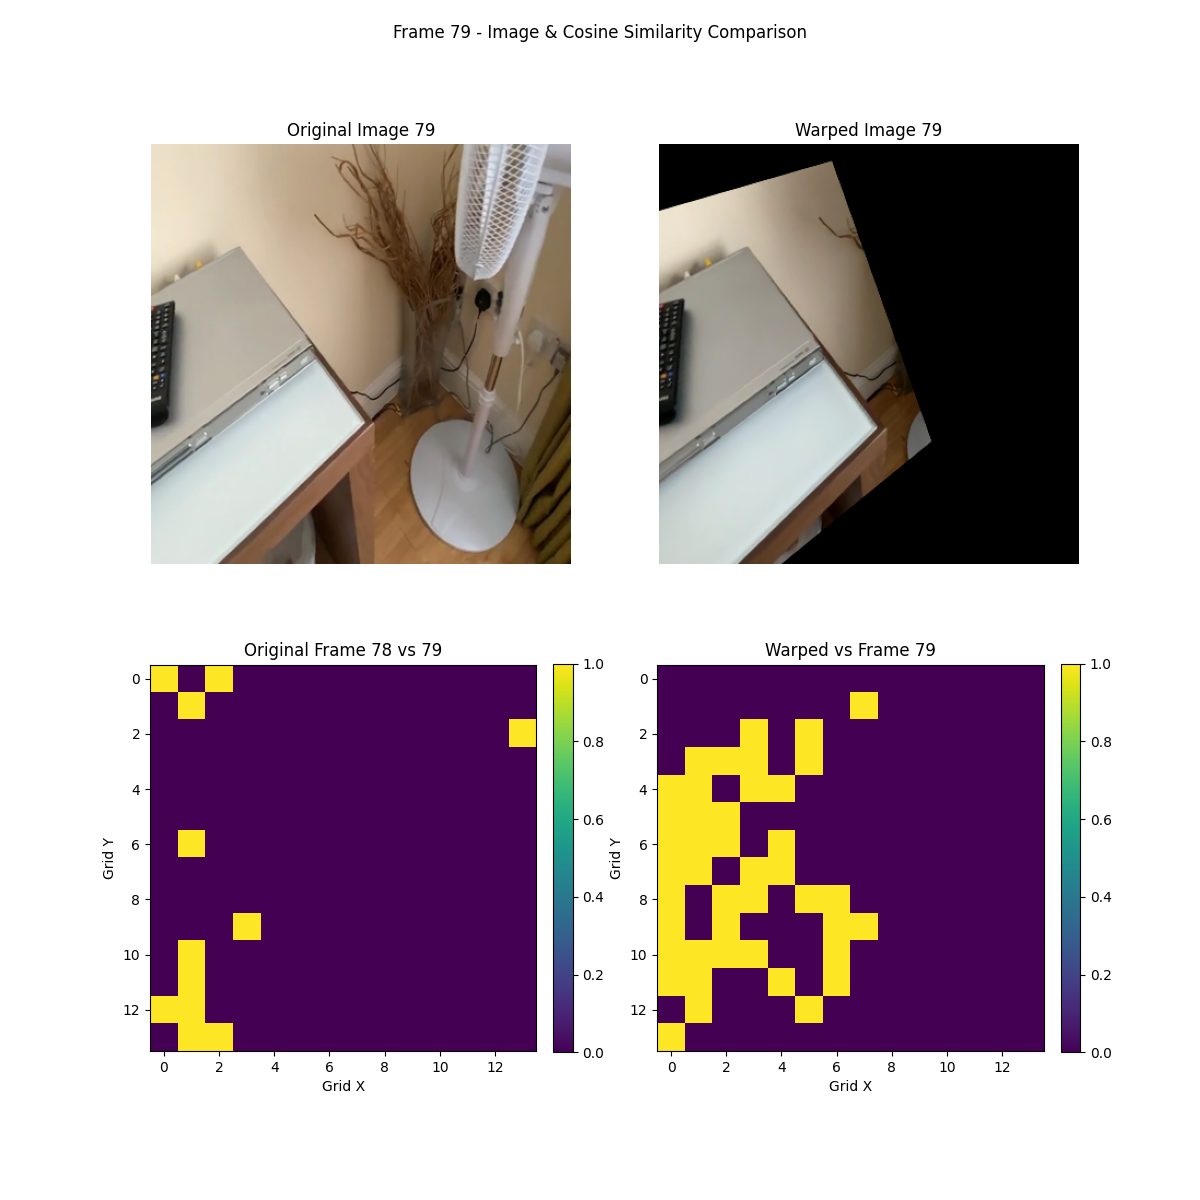 Frame 79 - Image & Cosine Similarity Comparison
Original Image 79
Warped Image 79
Original Frame 78 vs 79
0
2
4
6
8
10
12
Grid Y
0 2 4 6 8 10 12
Grid X
1.0
0.8
0.6
0.4
0.2
0.0
Warped vs Frame 79
0
2
4
6
8
10
12
Grid Y
0 2 4 6 8 10 12
Grid X
1.0
0.8
0.6
0.4
0.2
0.0